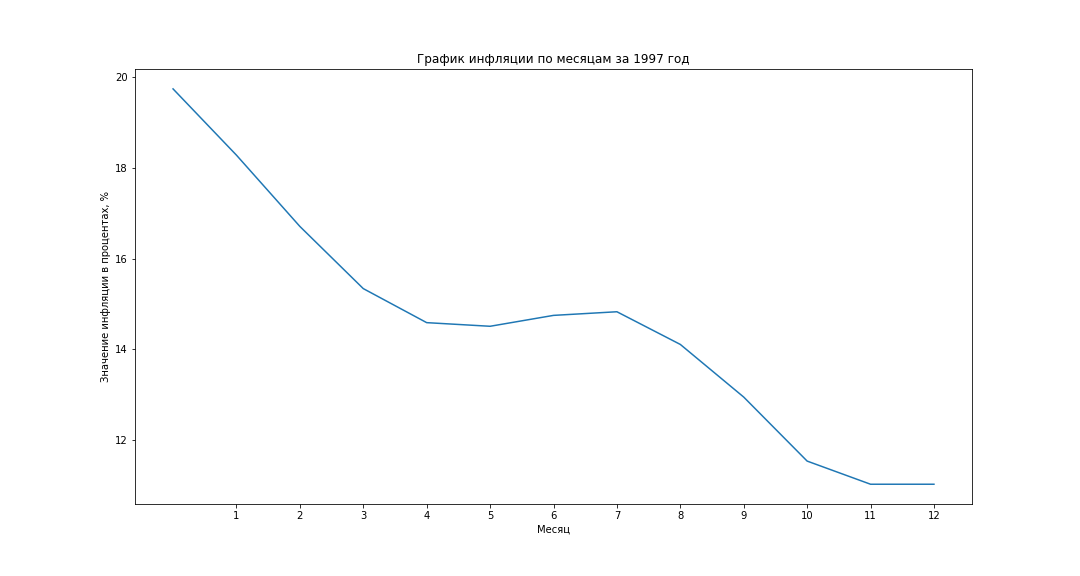 График инфляции по месяцам за 1997 год
Значение инфляции в процентах, %
20
18
16
14
12
1 2 3 4 5 6 7 8 9 10 11 12
Месяц